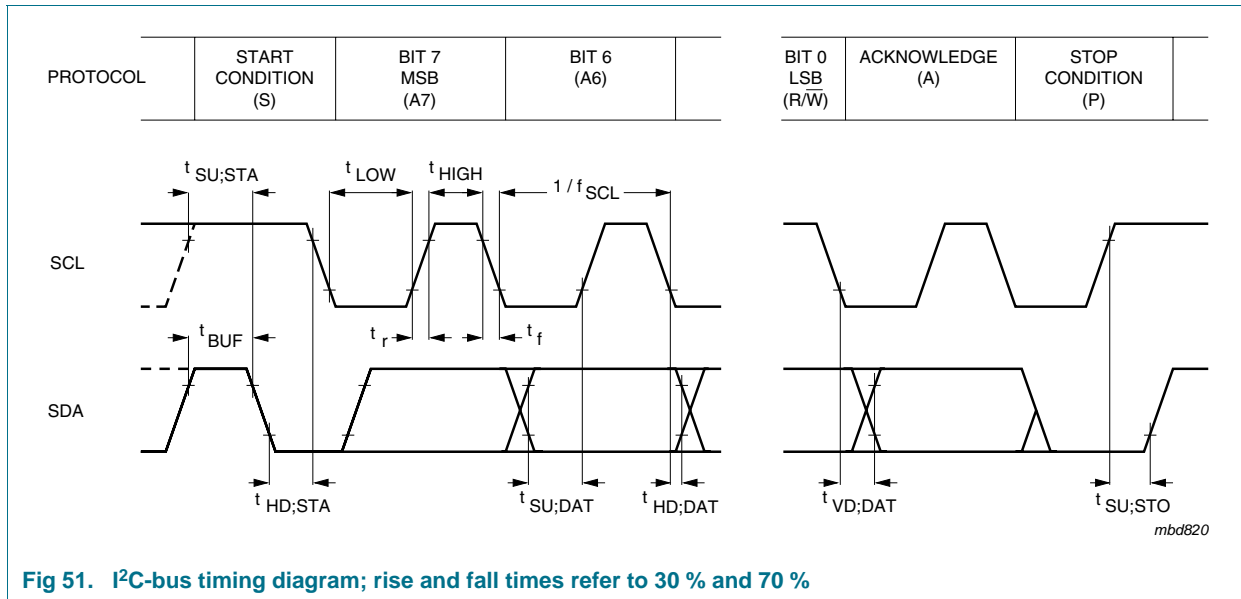 PROTOCOL
START
CONDITION
(S)
BIT 7
MSB
(A7)
BIT 6
(A6)
BIT 0
LSB
(R/W̅)
ACKNOWLEDGE
(A)
STOP
CONDITION
(P)
t SU;STA
t LOW
t HIGH
1 / f SCL
SCL
t BUF
t r
t f
SDA
t HD;STA
t SU;DAT
t HD;DAT
t VD;DAT
t SU;STO
mbd820
Fig 51. I²C-bus timing diagram; rise and fall times refer to 30 % and 70 %